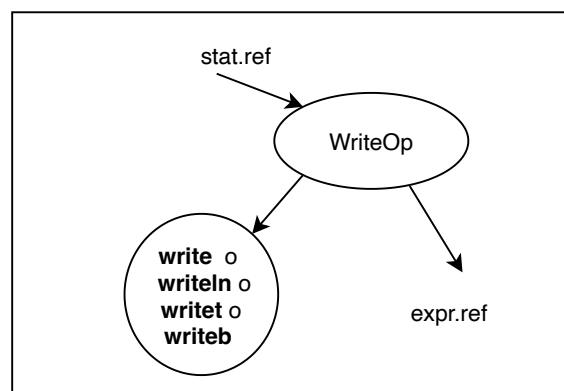 stat.ref
WriteOp
write o
writeln o
writet o
writeb
expr.ref